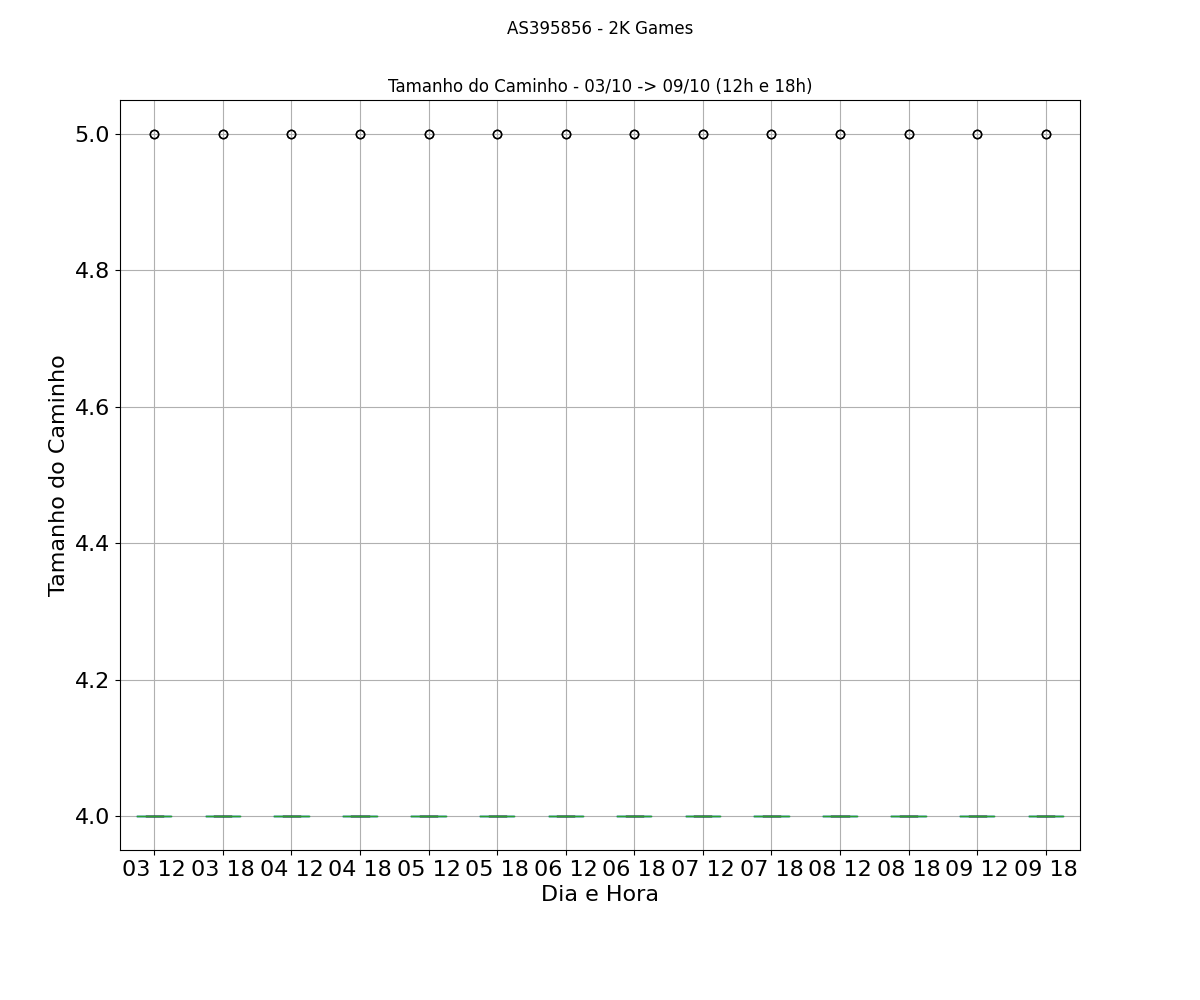 AS395856 - 2K Games
Tamanho do Caminho - 03/10 -> 09/10 (12h e 18h)
Tamanho do Caminho
5.0
4.8
4.6
4.4
4.2
4.0
03 12 03 18 04 12 04 18 05 12 05 18 06 12 06 18 07 12 07 18 08 12 08 18 09 12 09 18
Dia e Hora